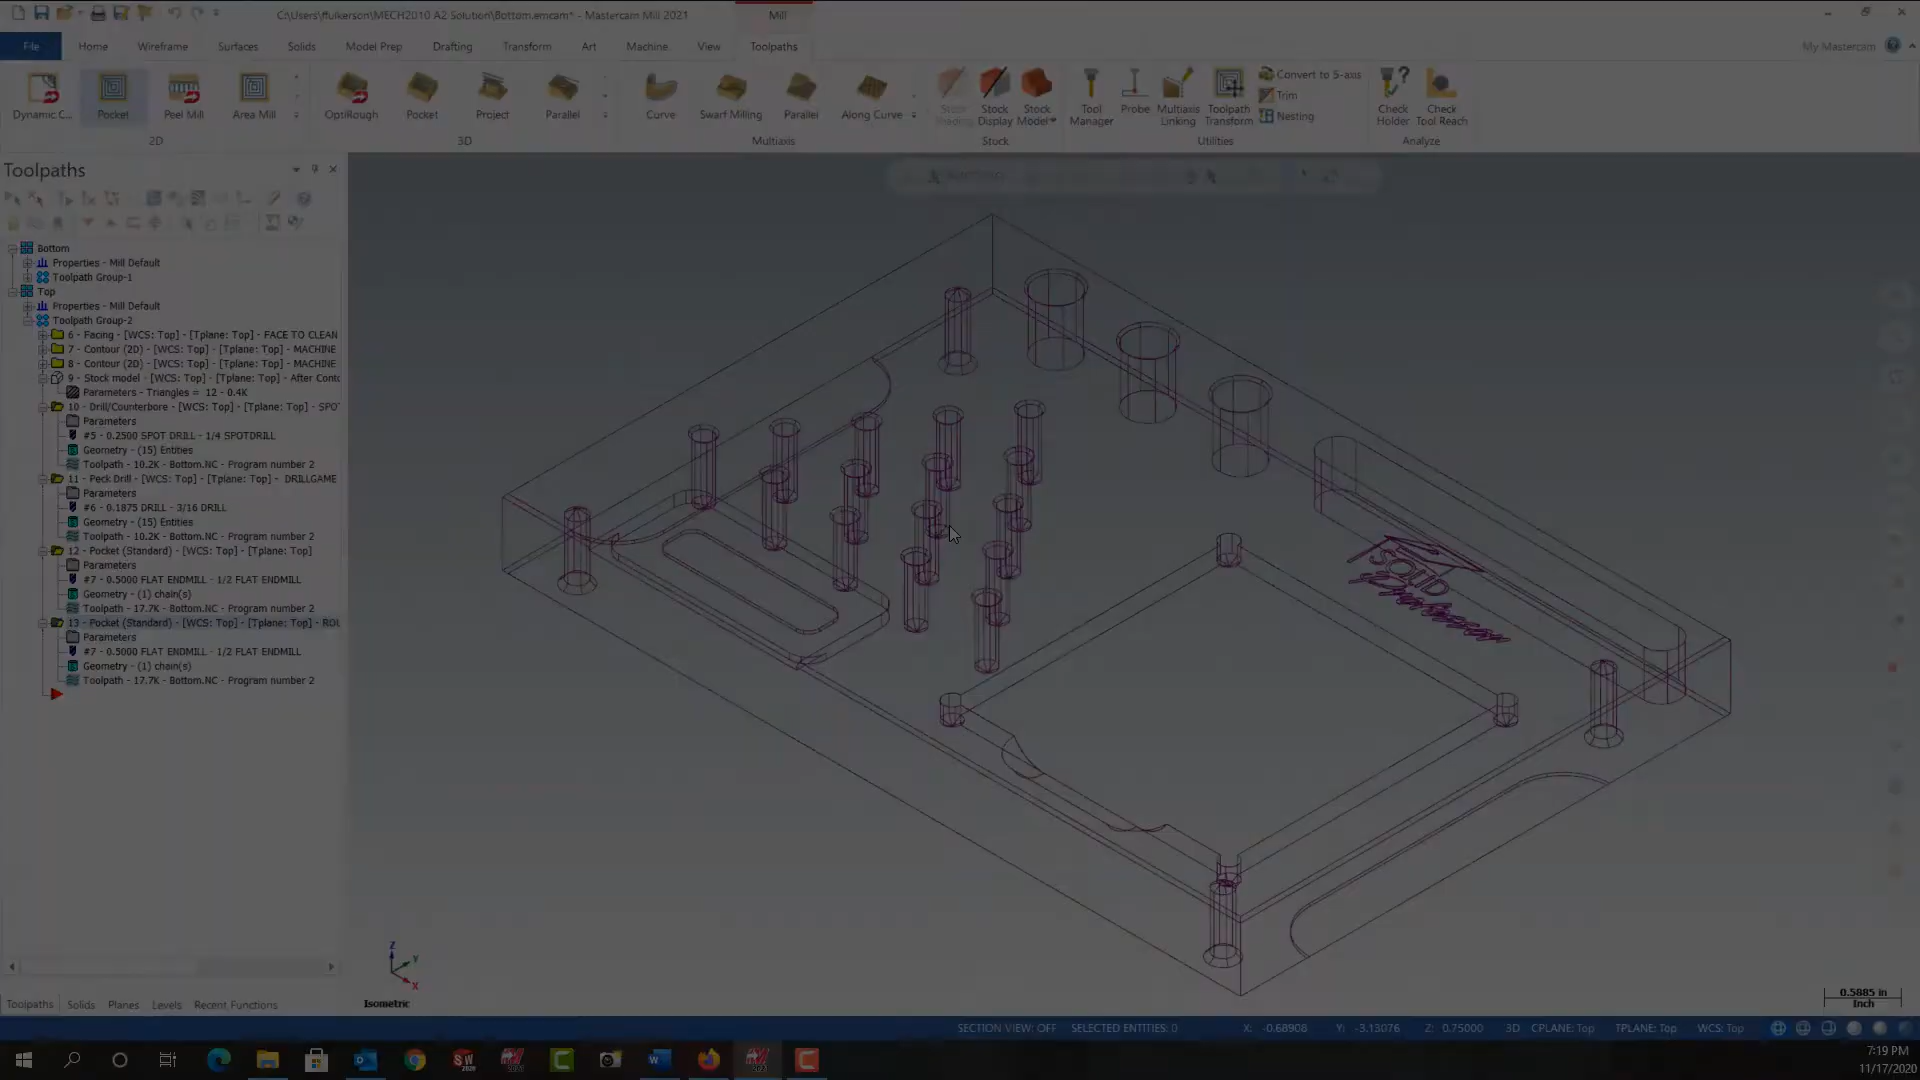 C:\Users\ffulkerson\MECH2010 A2 Solution\Bottom.emcam* - Mastercam Mill 2021
Mill
File
Home
Wireframe
Surfaces
Solids
Model Prep
Drafting
Transform
Art
Machine
View
Toolpaths
My Mastercam
Dynamic C...
Pocket
Peel Mill
Area Mill
OptiRough
Pocket
Project
Parallel
Curve
Swarf Milling
Parallel
Along Curve
Stock Shading
Stock Display
Stock Model
Tool Manager
Probe
Multiaxis Linking
Toolpath Transform
Convert to 5-axis
Trim
Nesting
Check Holder
Check Tool Reach
2D
3D
Multiaxis
Stock
Utilities
Analyze
Toolpaths
Bottom
Properties - Mill Default
Toolpath Group-1
Top
Properties - Mill Default
Toolpath Group-2
6 - Facing - [WCS: Top] - [Tplane: Top] - FACE TO CLEAN
7 - Contour (2D) - [WCS: Top] - [Tplane: Top] - MACHINE
8 - Contour (2D) - [WCS: Top] - [Tplane: Top] - MACHINE
9 - Stock model - [WCS: Top] - [Tplane: Top] - After Conto
Parameters - Triangles = 12 - 0.4K
10 - Drill/Counterbore - [WCS: Top] - [Tplane: Top] - SPO
Parameters
#5 - 0.2500 SPOT DRILL - 1/4 SPOTDRILL
Geometry - (15) Entities
Toolpath - 10.2K - Bottom.NC - Program number 2
11 - Peck Drill - [WCS: Top] - [Tplane: Top] - DRILLGAME
Parameters
#6 - 0.1875 DRILL - 3/16 DRILL
Geometry - (15) Entities
Toolpath - 10.2K - Bottom.NC - Program number 2
12 - Pocket (Standard) - [WCS: Top] - [Tplane: Top]
Parameters
#7 - 0.5000 FLAT ENDMILL - 1/2 FLAT ENDMILL
Geometry - (1) chain(s)
Toolpath - 17.7K - Bottom.NC - Program number 2
13 - Pocket (Standard) - [WCS: Top] - [Tplane: Top] - ROU
Parameters
#7 - 0.5000 FLAT ENDMILL - 1/2 FLAT ENDMILL
Geometry - (1) chain(s)
Toolpath - 17.7K - Bottom.NC - Program number 2
SOLID
Professor
Z
Y
X
Isometric
0.5885 in
Inch
Toolpaths
Solids
Planes
Levels
Recent Functions
SECTION VIEW: OFF
SELECTED ENTITIES: 0
X: -0.68908
Y: -3.13076
Z: 0.75000
3D
CPLANE: Top
TPLANE: Top
WCS: Top
7:19 PM
11/17/2020